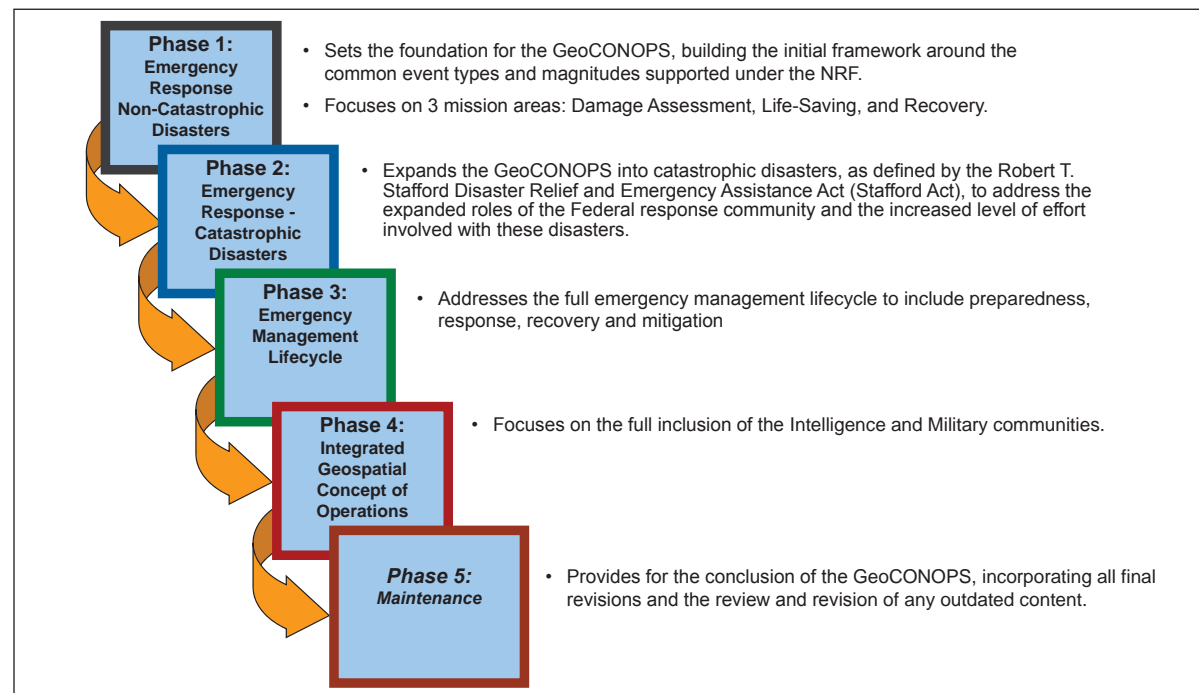 Phase 1:
Emergency
Response
Non-Catastrophic
Disasters
• Sets the foundation for the GeoCONOPS, building the initial framework around the
common event types and magnitudes supported under the NRF.
• Focuses on 3 mission areas: Damage Assessment, Life-Saving, and Recovery.
Phase 2:
Emergency
Response -
Catastrophic
Disasters
• Expands the GeoCONOPS into catastrophic disasters, as defined by the Robert T.
Stafford Disaster Relief and Emergency Assistance Act (Stafford Act), to address the
expanded roles of the Federal response community and the increased level of effort
involved with these disasters.
Phase 3:
Emergency
Management
Lifecycle
• Addresses the full emergency management lifecycle to include preparedness,
response, recovery and mitigation
Phase 4:
Integrated
Geospatial
Concept of
Operations
• Focuses on the full inclusion of the Intelligence and Military communities.
Phase 5:
Maintenance
• Provides for the conclusion of the GeoCONOPS, incorporating all final
revisions and the review and revision of any outdated content.